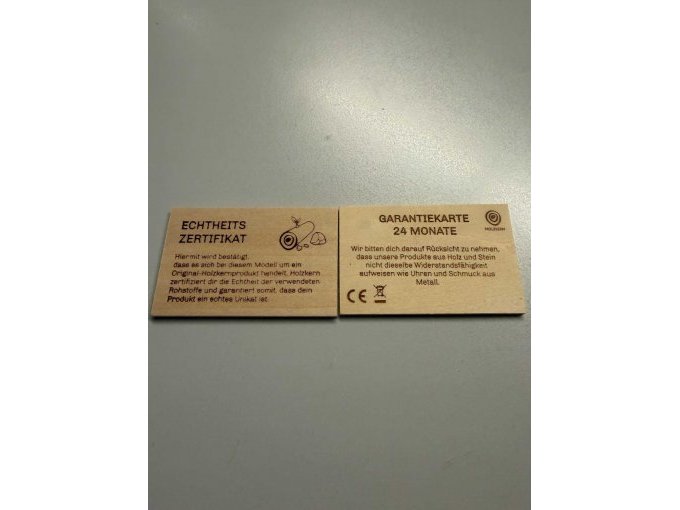 ECHTHEITS
ZERTIFIKAT
Hiermit wird bestätigt,
dass es sich bei diesem Modell um ein
Original-Holzkernprodukt handelt. Holzkern
zertifiziert dir die Echtheit der verwendeten
Rohstoffe und garantiert somit, dass dein
Produkt ein echtes Unikat ist.
GARANTIEKARTE
24 MONATE
HOLZKERN
Wir bitten dich darauf Rücksicht zu nehmen,
dass unsere Produkte aus Holz und Stein
nicht dieselbe Widerstandsfähigkeit
aufweisen wie Uhren und Schmuck aus
Metall.
CE